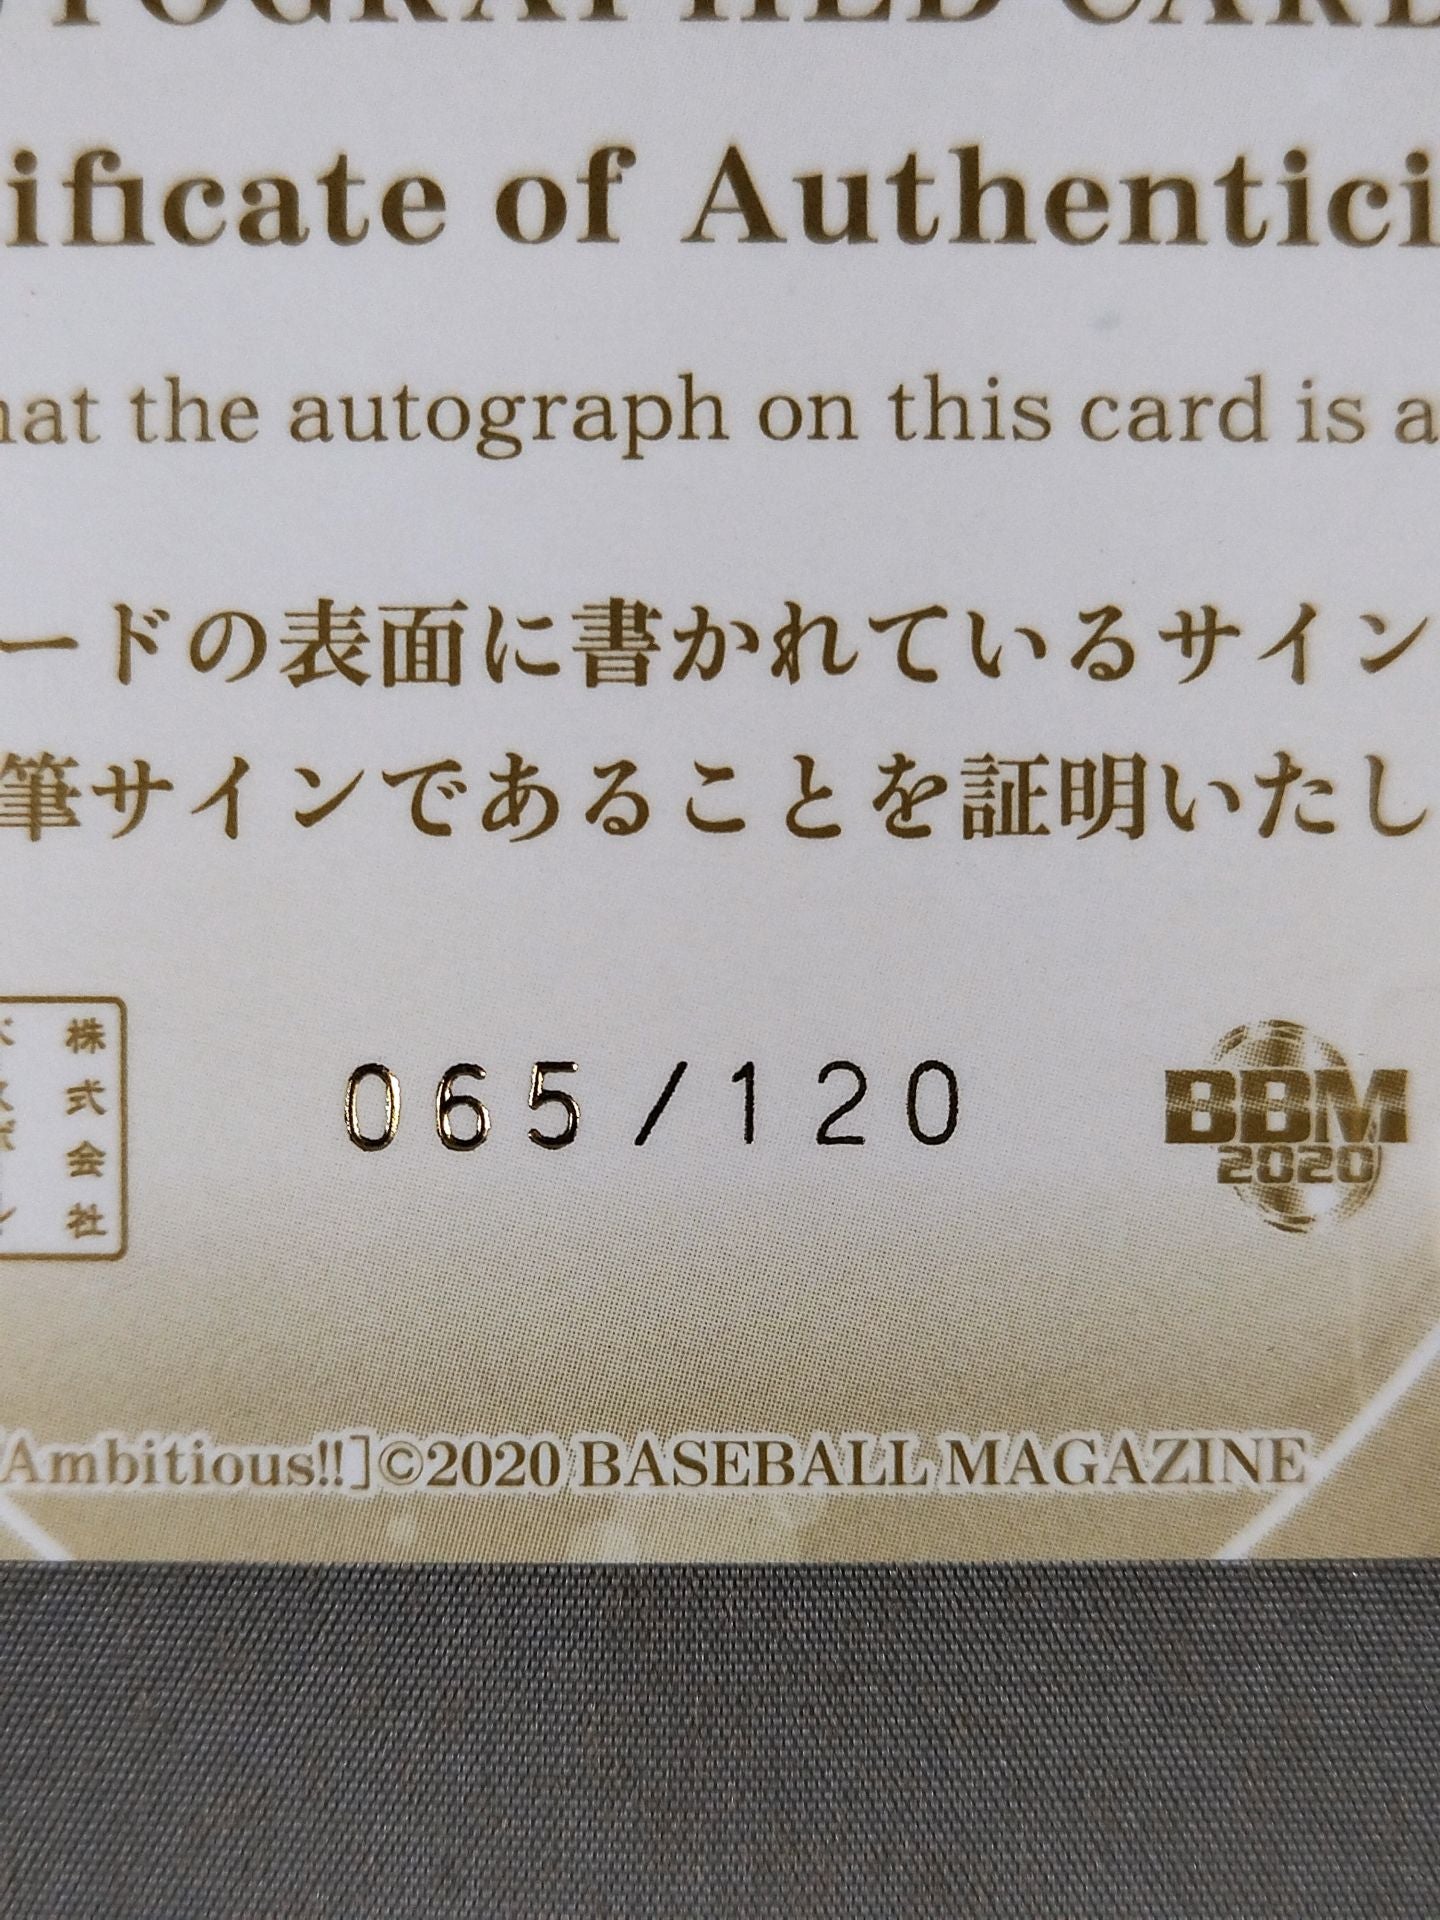 TOGRAPHED CARD
ificate of Authentici
hat the autograph on this card is a
ードの表面に書かれているサイン
筆サインであることを証明いたし
株式会社
065/120
BBM
2020
Ambitious!!]©2020 BASEBALL MAGAZINE